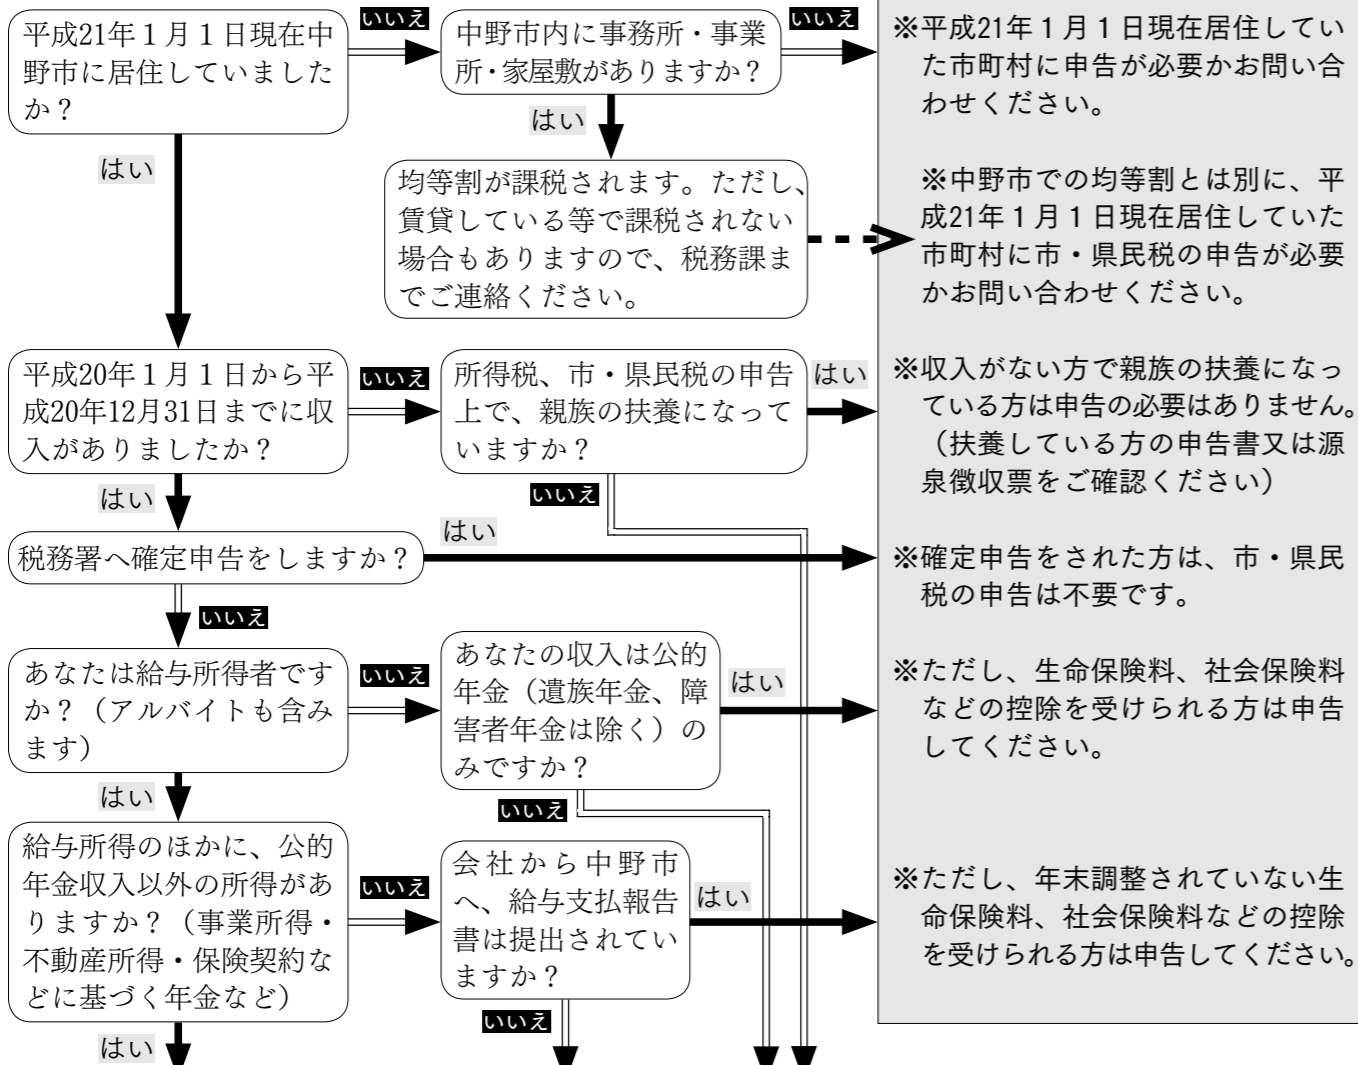 平成21年１月１日現在中
野市に居住していました
か？
いいえ
中野市内に事務所・事業
所・家屋敷がありますか？
いいえ
※平成21年１月１日現在居住してい
た市町村に申告が必要かお問い合
わせください。
はい
はい
均等割が課税されます。ただし、
賃貸している等で課税されない
場合もありますので、税務課ま
でご連絡ください。
※中野市での均等割とは別に、平
成21年１月１日現在居住していた
市町村に市・県民税の申告が必要
かお問い合わせください。
平成20年１月１日から平
成20年12月31日までに収
入がありましたか？
いいえ
所得税、市・県民税の申告
上で、親族の扶養になって
いますか？
はい
※収入がない方で親族の扶養になっ
ている方は申告の必要はありません。
（扶養している方の申告書又は源
泉徴収票をご確認ください）
はい
いいえ
税務署へ確定申告をしますか？
はい
※確定申告をされた方は、市・県民
税の申告は不要です。
いいえ
あなたは給与所得者です
か？（アルバイトも含み
ます）
いいえ
あなたの収入は公的
年金（遺族年金、障
害者年金は除く）の
みですか？
はい
※ただし、生命保険料、社会保険料
などの控除を受けられる方は申告
してください。
はい
いいえ
給与所得のほかに、公的
年金収入以外の所得があ
りますか？（事業所得・
不動産所得・保険契約な
どに基づく年金など）
いいえ
会社から中野市
へ、給与支払報告
書は提出されてい
ますか？
はい
※ただし、年末調整されていない生
命保険料、社会保険料などの控除
を受けられる方は申告してください。
はい
いいえ